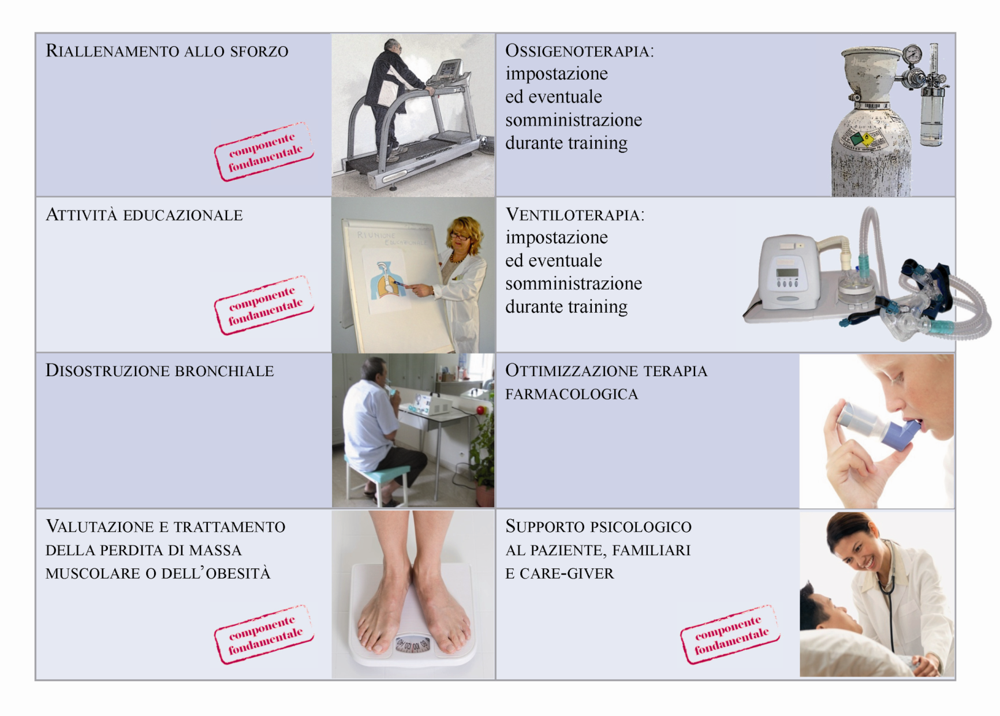 RIALLENAMENTO ALLO SFORZO
componente
fondamentale
OSSIGENOTERAPIA:
impostazione
ed eventuale
somministrazione
durante training
ATTIVITÀ EDUCAZIONALE
componente
fondamentale
RIUNIONE
EDUCAZIONALE
VENTILOTERAPIA:
impostazione
ed eventuale
somministrazione
durante training
DISOSTRUZIONE BRONCHIALE
OTTIMIZZAZIONE TERAPIA
FARMACOLOGICA
VALUTAZIONE E TRATTAMENTO
DELLA PERDITA DI MASSA
MUSCOLARE O DELL’OBESITÀ
componente
fondamentale
SUPPORTO PSICOLOGICO
AL PAZIENTE, FAMILIARI
E CARE-GIVER
componente
fondamentale